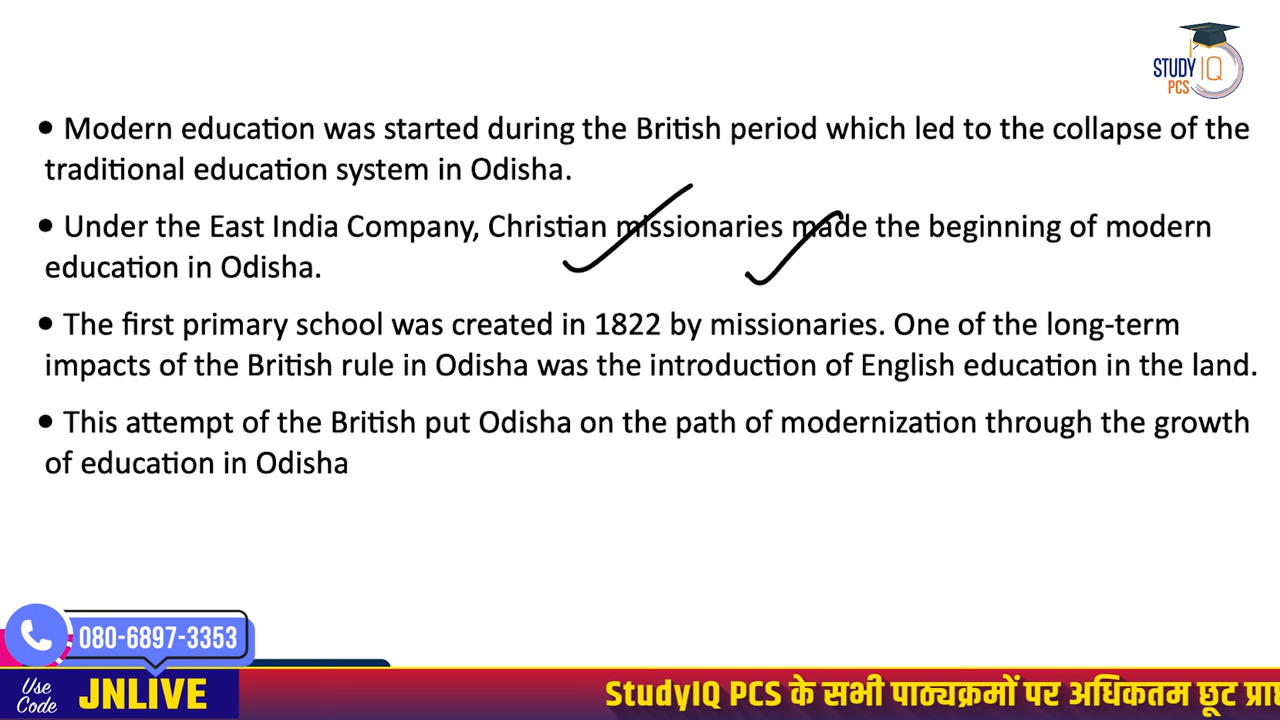 STUDY IQ
PCS
• Modern education was started during the British period which led to the collapse of the
traditional education system in Odisha.
• Under the East India Company, Christian missionaries made the beginning of modern
education in Odisha.
• The first primary school was created in 1822 by missionaries. One of the long-term
impacts of the British rule in Odisha was the introduction of English education in the land.
• This attempt of the British put Odisha on the path of modernization through the growth
of education in Odisha
080-6897-3353
Use
Code
JNLIVE
StudyIQ PCS के सभी पाठ्यक्रमों पर अधिकतम छूट